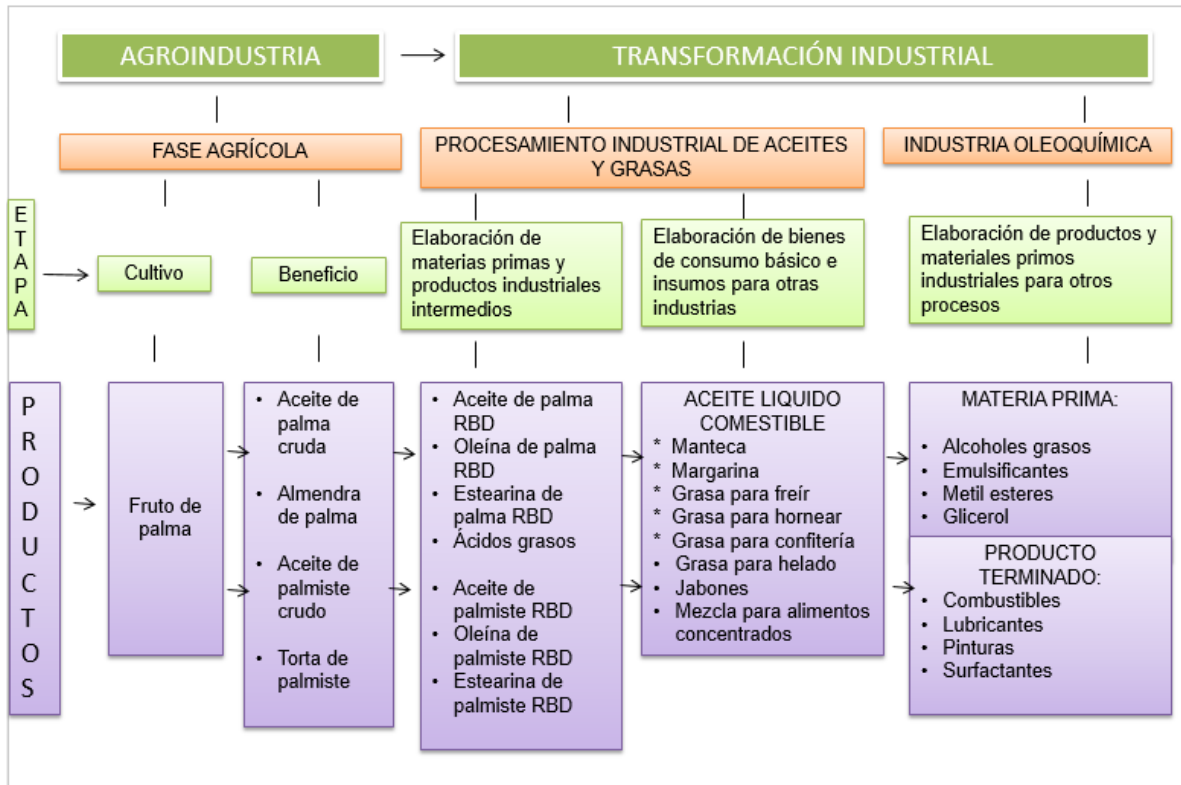 AGROINDUSTRIA
TRANSFORMACIÓN INDUSTRIAL
FASE AGRÍCOLA
PROCESAMIENTO INDUSTRIAL DE ACEITES
Y GRASAS
INDUSTRIA OLEOQUÍMICA
ETAPA
Cultivo
Beneficio
Elaboración de
materias primas y
productos industriales
intermedios
Elaboración de bienes
de consumo básico e
insumos para otras
industrias
Elaboración de productos y
materiales primos
industriales para otros
procesos
PRODUCTOS
Fruto de
palma
• Aceite de
palma
cruda
• Almendra
de palma
• Aceite de
palmiste
crudo
• Torta de
palmiste
• Aceite de palma
RBD
• Oleína de palma
RBD
• Estearina de
palma RBD
• Ácidos grasos
• Aceite de
palmiste RBD
• Oleína de
palmiste RBD
• Estearina de
palmiste RBD
ACEITE LIQUIDO
COMESTIBLE
* Manteca
* Margarina
* Grasa para freír
* Grasa para hornear
* Grasa para confitería
• Grasa para helado
• Jabones
• Mezcla para alimentos
concentrados
MATERIA PRIMA:
• Alcoholes grasos
• Emulsificantes
• Metil esteres
• Glicerol
PRODUCTO
TERMINADO:
• Combustibles
• Lubricantes
• Pinturas
• Surfactantes